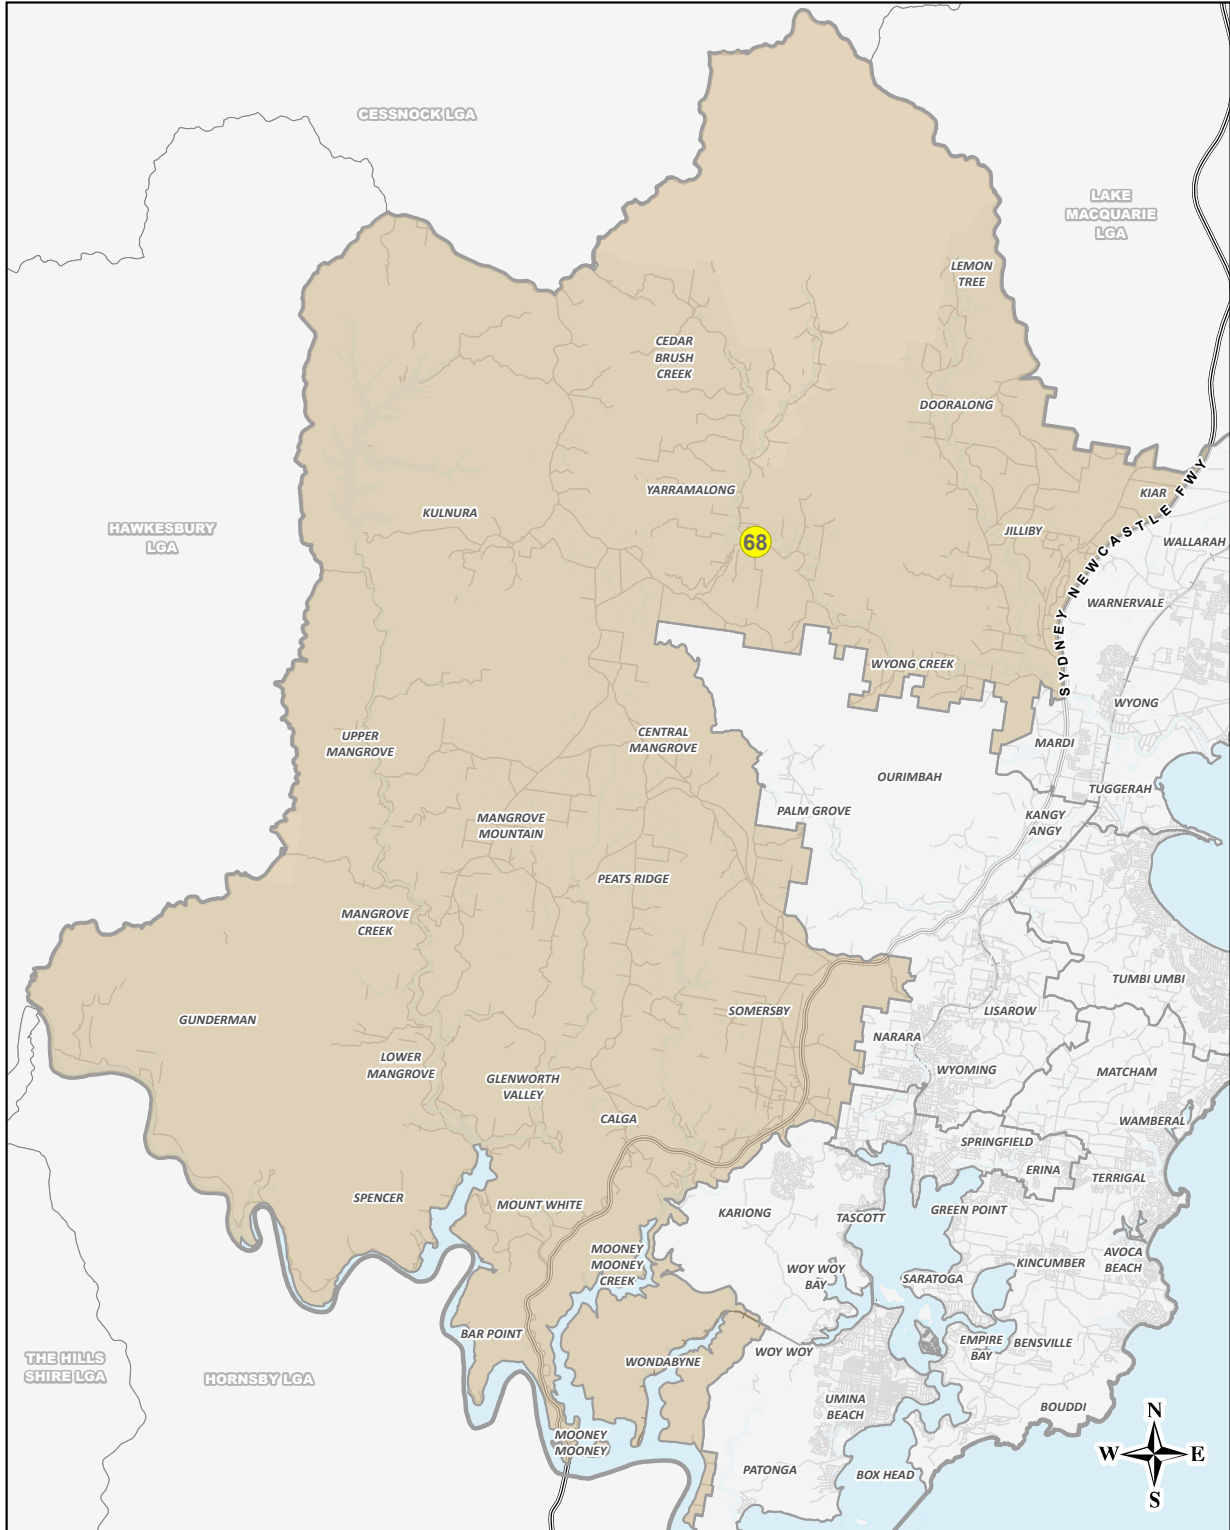 CESSNOCK LGA
LAKE
MACQUARIE
LGA
LEMON
TREE
CEDAR
BRUSH
CREEK
DOORALONG
YARRAMALONG
KIAR
KULNURA
HAWKESBURY
LGA
JILLIBY
68
WALLARAH
SYDNEY NEWCASTLE FWY
WARNERVALE
WYONG CREEK
WYONG
UPPER
MANGROVE
CENTRAL
MANGROVE
MARDI
OURIMBAH
TUGGERAH
PALM GROVE
MANGROVE
MOUNTAIN
KANGY
ANGY
PEATS RIDGE
MANGROVE
CREEK
TUMBI UMBI
GUNDERMAN
SOMERSBY
LISAROW
NARARA
LOWER
MANGROVE
WYOMING
MATCHAM
GLENWORTH
VALLEY
CALGA
WAMBERAL
SPRINGFIELD
ERINA
TERRIGAL
SPENCER
MOUNT WHITE
KARIONG
TASCOTT
GREEN POINT
MOONEY
MOONEY
CREEK
AVOCA
BEACH
KINCUMBER
WOY WOY
BAY
SARATOGA
BAR POINT
EMPIRE
BAY
BENSVILLE
WOY WOY
WONDABYNE
THE HILLS
SHIRE LGA
HORNSBY LGA
UMINA
BEACH
BOUDDI
MOONEY
MOONEY
PATONGA
BOX HEAD
N
W
E
S